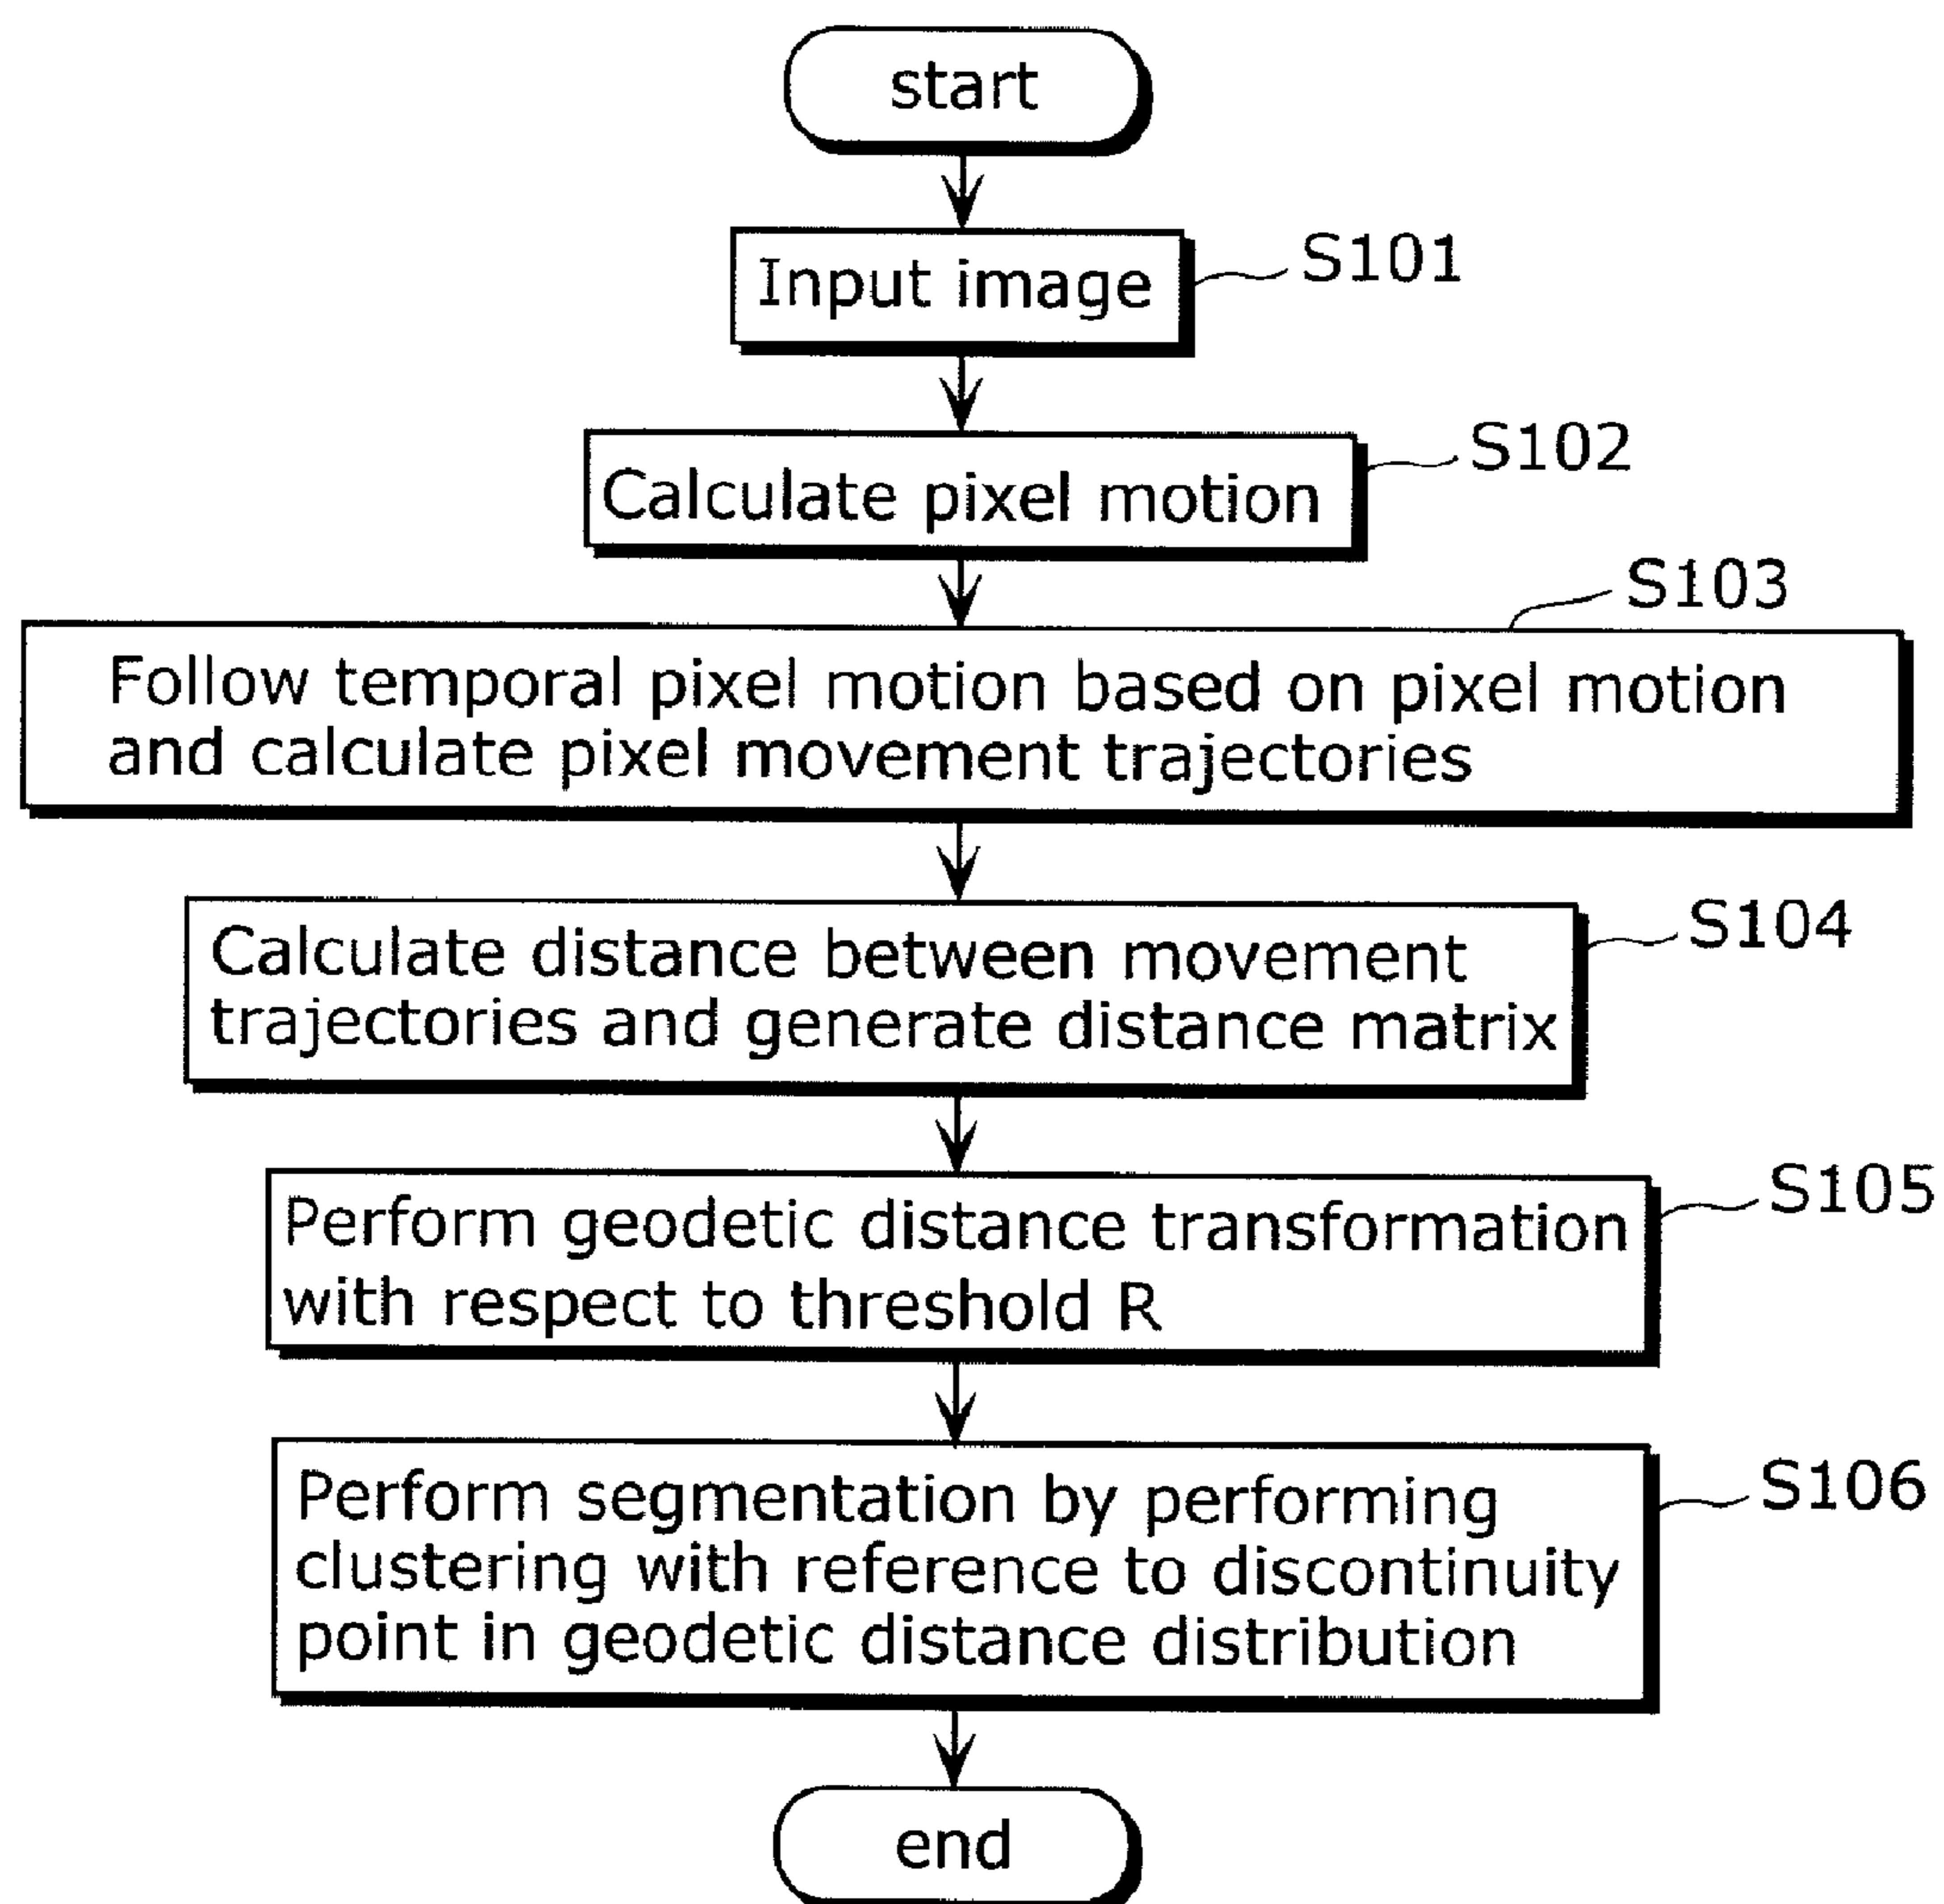 start
Input image
S101
Calculate pixel motion
S102
S103
Follow temporal pixel motion based on pixel motion
and calculate pixel movement trajectories
S104
Calculate distance between movement
trajectories and generate distance matrix
S105
Perform geodetic distance transformation
with respect to threshold R
S106
Perform segmentation by performing
clustering with reference to discontinuity
point in geodetic distance distribution
end